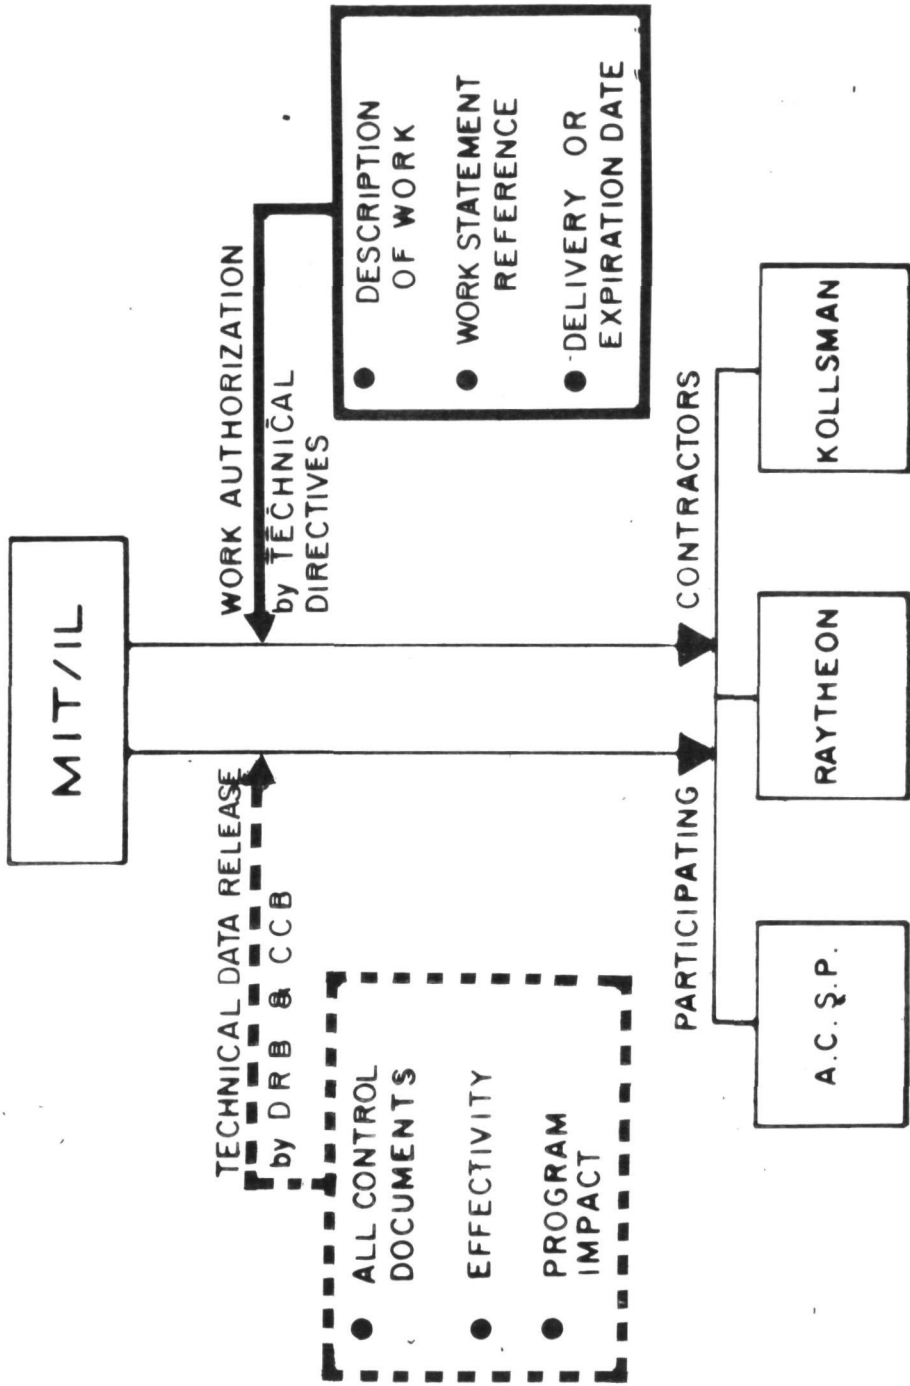 MIT/IL
TECHNICAL DATA RELEASE
by DRB & CCB
WORK AUTHORIZATION
by TECHNICAL
DIRECTIVES
● ALL CONTROL
DOCUMENTS
● EFFECTIVITY
● PROGRAM
IMPACT
● DESCRIPTION
OF WORK
● WORK STATEMENT
REFERENCE
● DELIVERY OR
EXPIRATION DATE
PARTICIPATING CONTRACTORS
A.C.S.P.
RAYTHEON
KOLLSMAN